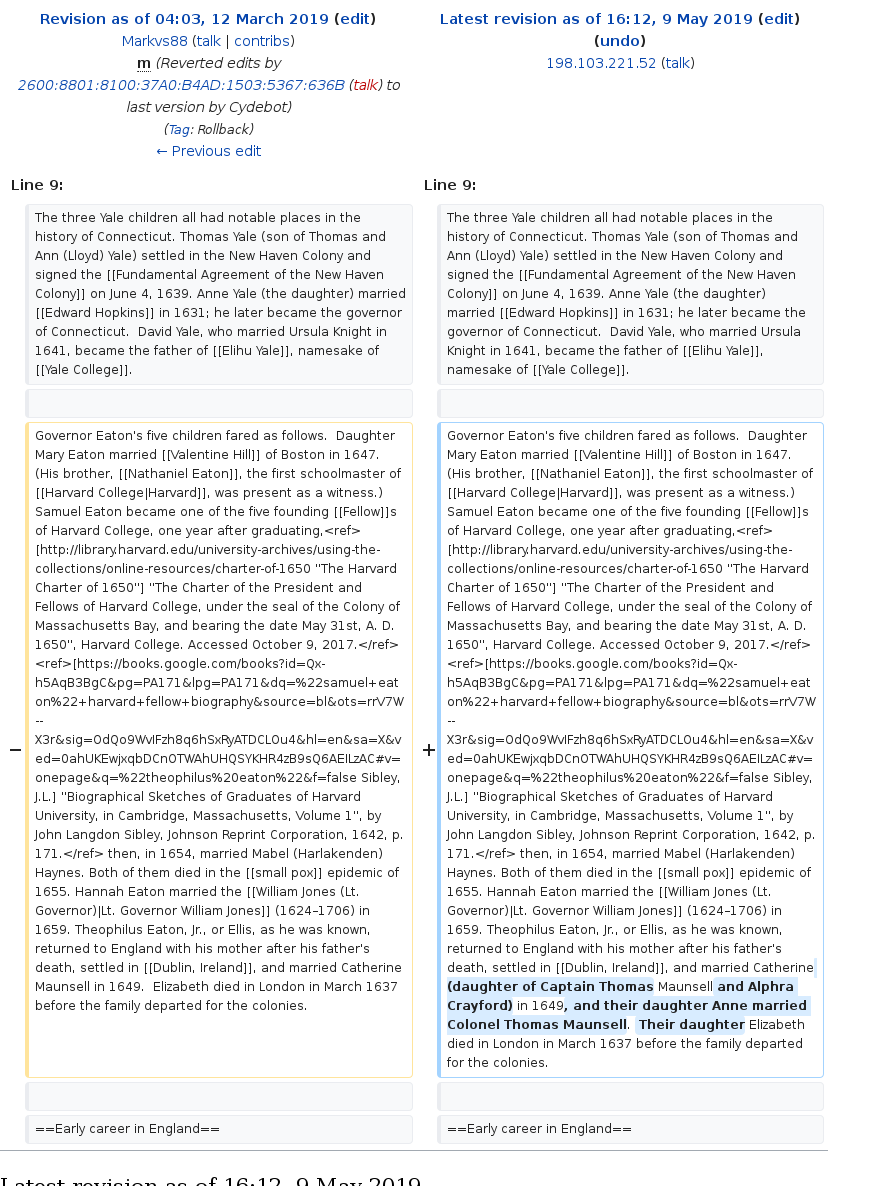 Revision as of 04:03, 12 March 2019 (edit)
Markvs88 (talk | contribs)
m (Reverted edits by
2600:8801:8100:37A0:B4AD:1503:5367:636B (talk) to
last version by Cydebot)
(Tag: Rollback)
← Previous edit
Latest revision as of 16:12, 9 May 2019 (edit)
(undo)
198.103.221.52 (talk)
Line 9:
Line 9:
The three Yale children all had notable places in the
history of Connecticut. Thomas Yale (son of Thomas and
Ann (Lloyd) Yale) settled in the New Haven Colony and
signed the [[Fundamental Agreement of the New Haven
Colony]] on June 4, 1639. Anne Yale (the daughter) married
[[Edward Hopkins]] in 1631; he later became the governor
of Connecticut.  David Yale, who married Ursula Knight in
1641, became the father of [[Elihu Yale]], namesake of
[[Yale College]].
The three Yale children all had notable places in the
history of Connecticut. Thomas Yale (son of Thomas and
Ann (Lloyd) Yale) settled in the New Haven Colony and
signed the [[Fundamental Agreement of the New Haven
Colony]] on June 4, 1639. Anne Yale (the daughter)
married [[Edward Hopkins]] in 1631; he later became the
governor of Connecticut.  David Yale, who married Ursula
Knight in 1641, became the father of [[Elihu Yale]],
namesake of [[Yale College]].
−
Governor Eaton's five children fared as follows.  Daughter
Mary Eaton married [[Valentine Hill]] of Boston in 1647.
(His brother, [[Nathaniel Eaton]], the first schoolmaster of
[[Harvard College|Harvard]], was present as a witness.)
Samuel Eaton became one of the five founding [[Fellow]]s
of Harvard College, one year after graduating,<ref>
[http://library.harvard.edu/university-archives/using-the-
collections/online-resources/charter-of-1650 "The Harvard
Charter of 1650"] "The Charter of the President and
Fellows of Harvard College, under the seal of the Colony of
Massachusetts Bay, and bearing the date May 31st, A. D.
1650", Harvard College. Accessed October 9, 2017.</ref>
<ref>[https://books.google.com/books?id=Qx-
h5AqB3BgC&pg=PA171&lpg=PA171&dq=%22samuel+eat
on%22+harvard+fellow+biography&source=bl&ots=rrV7W
--
X3r&sig=OdQo9WvIFzh8q6hSxRyATDCLOu4&hl=en&sa=X&v
ed=0ahUKEwjxqbDCnOTWAhUHQSYKHR4zB9sQ6AEILzAC#v=
onepage&q=%22theophilus%20eaton%22&f=false Sibley,
J.L.] "Biographical Sketches of Graduates of Harvard
University, in Cambridge, Massachusetts, Volume 1", by
John Langdon Sibley, Johnson Reprint Corporation, 1642, p.
171.</ref> then, in 1654, married Mabel (Harlakenden)
Haynes. Both of them died in the [[small pox]] epidemic of
1655. Hannah Eaton married the [[William Jones (Lt.
Governor)|Lt. Governor William Jones]] (1624–1706) in
1659. Theophilus Eaton, Jr., or Ellis, as he was known,
returned to England with his mother after his father's
death, settled in [[Dublin, Ireland]], and married Catherine
Maunsell in 1649.  Elizabeth died in London in March 1637
before the family departed for the colonies.
+
Governor Eaton's five children fared as follows.  Daughter
Mary Eaton married [[Valentine Hill]] of Boston in 1647.
(His brother, [[Nathaniel Eaton]], the first schoolmaster of
[[Harvard College|Harvard]], was present as a witness.)
Samuel Eaton became one of the five founding [[Fellow]]s
of Harvard College, one year after graduating,<ref>
[http://library.harvard.edu/university-archives/using-the-
collections/online-resources/charter-of-1650 "The Harvard
Charter of 1650"] "The Charter of the President and
Fellows of Harvard College, under the seal of the Colony of
Massachusetts Bay, and bearing the date May 31st, A. D.
1650", Harvard College. Accessed October 9, 2017.</ref>
<ref>[https://books.google.com/books?id=Qx-
h5AqB3BgC&pg=PA171&lpg=PA171&dq=%22samuel+eat
on%22+harvard+fellow+biography&source=bl&ots=rrV7W
--
X3r&sig=OdQo9WvIFzh8q6hSxRyATDCLOu4&hl=en&sa=X&v
ed=0ahUKEwjxqbDCnOTWAhUHQSYKHR4zB9sQ6AEILzAC#v=
onepage&q=%22theophilus%20eaton%22&f=false Sibley,
J.L.] "Biographical Sketches of Graduates of Harvard
University, in Cambridge, Massachusetts, Volume 1", by
John Langdon Sibley, Johnson Reprint Corporation, 1642, p.
171.</ref> then, in 1654, married Mabel (Harlakenden)
Haynes. Both of them died in the [[small pox]] epidemic of
1655. Hannah Eaton married the [[William Jones (Lt.
Governor)|Lt. Governor William Jones]] (1624–1706) in
1659. Theophilus Eaton, Jr., or Ellis, as he was known,
returned to England with his mother after his father's
death, settled in [[Dublin, Ireland]], and married Catherine
(daughter of Captain Thomas Maunsell and Alphra
Crayford) in 1649, and their daughter Anne married
Colonel Thomas Maunsell.  Their daughter Elizabeth
died in London in March 1637 before the family departed
for the colonies.
==Early career in England==
==Early career in England==
Latest revision as of 16:12, 9 May 2019